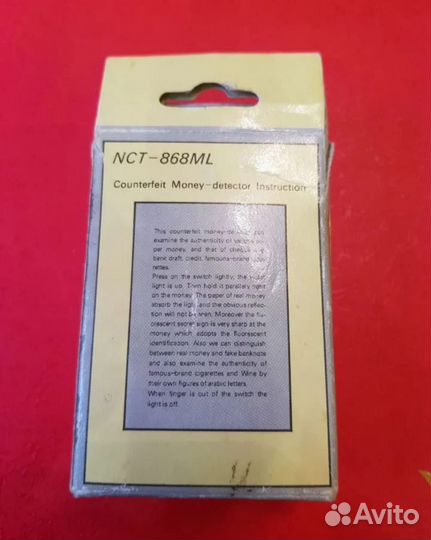 NCT-868ML
Counterfeit Money-detector Instruction
This counterfeit money-detector
examine the authenticity of
per money, and that of cheque
bank draft, credit, famouns-brand
rettes.
Press on the switch lightly, the
light is up. Then hold it parallely right
on the money. The paper of real money
absorb the light and the obvious reflec-
tion will not be seen. Moreover the flu-
orescent secret sign is very sharp at the
money which adopts the fluorescent
identification. Also we can distinguish
between real money and fake banknote
and also examine the authenticity of
famous-brand cigarettes and Wine by
their own figures of arabic letters.
When finger is out of the switch the
light is off.
Avito